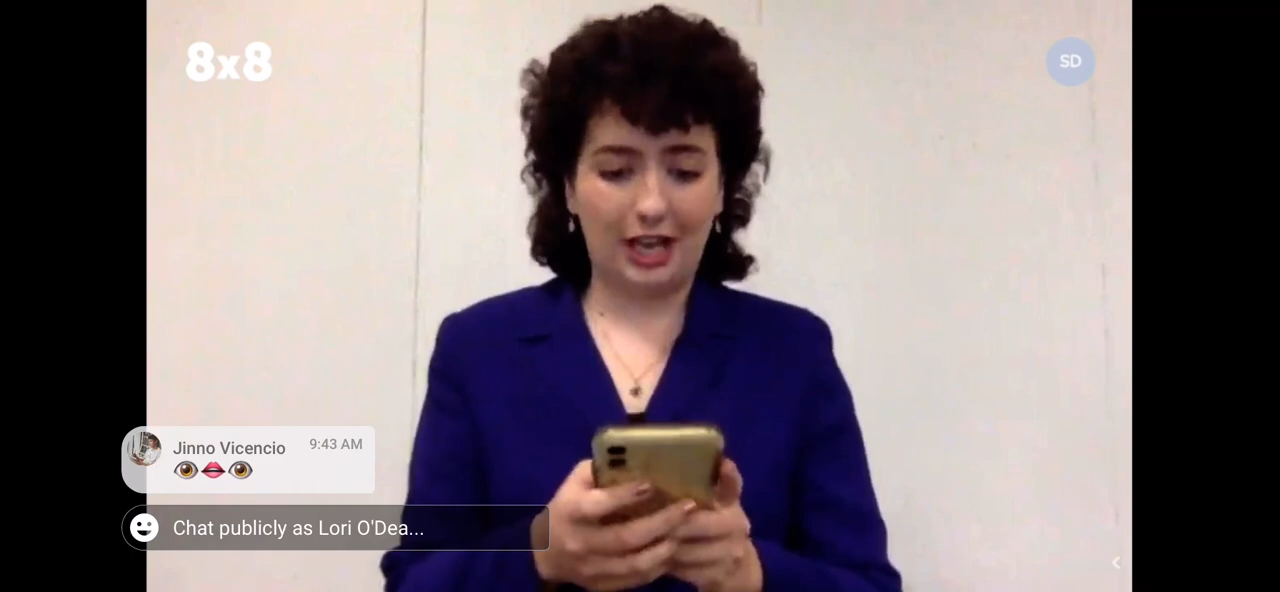 8x8
SD
Jinno Vicencio 9:43 AM
👁👄👁
Chat publicly as Lori O'Dea...